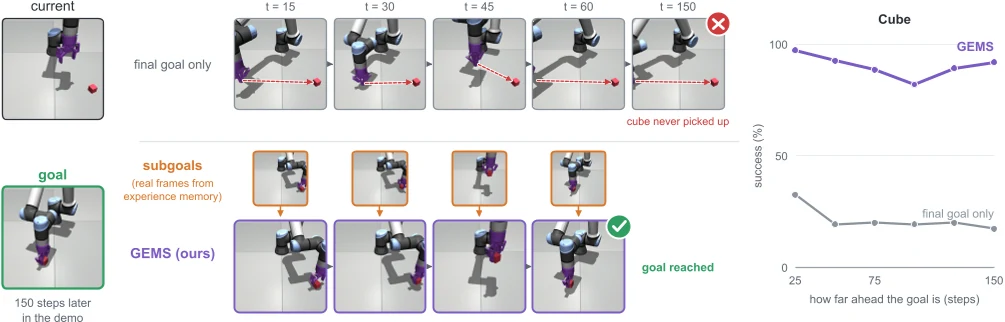 current
t = 15
t = 30
t = 45
t = 60
t = 150
final goal only
cube never picked up
goal
150 steps later
in the demo
subgoals
(real frames from
experience memory)
GEMS (ours)
goal reached
Cube
100
GEMS
50
success (%)
final goal only
0
25
75
150
how far ahead the goal is (steps)